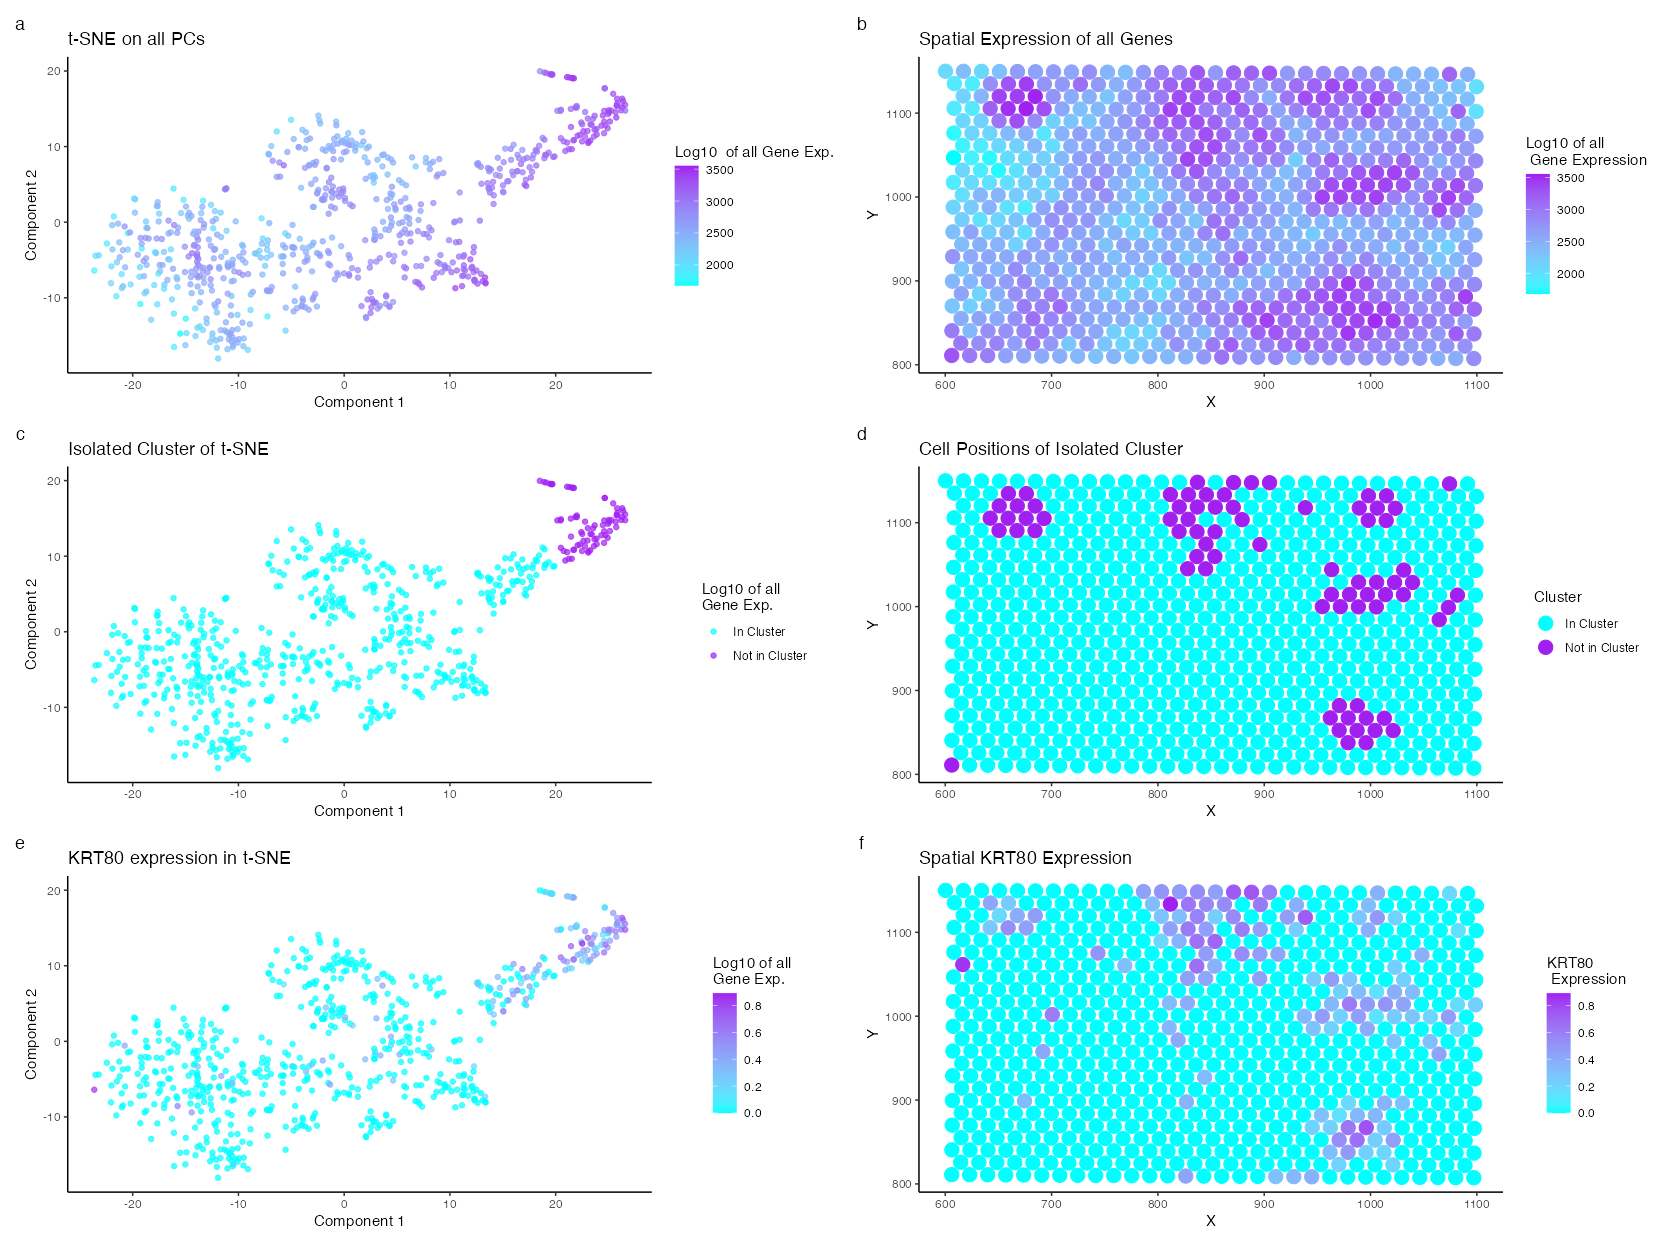 a
t-SNE on all PCs
20
10
0
-10
Component 2
-20
-10
0
10
20
Component 1
Log10  of all Gene Exp.
3500
3000
2500
2000
b
Spatial Expression of all Genes
1100
1000
900
800
Y
600
700
800
900
1000
1100
X
Log10 of all
Gene Expression
3500
3000
2500
2000
c
Isolated Cluster of t-SNE
20
10
0
-10
Component 2
-20
-10
0
10
20
Component 1
Log10 of all
Gene Exp.
In Cluster
Not in Cluster
d
Cell Positions of Isolated Cluster
1100
1000
900
800
Y
600
700
800
900
1000
1100
X
Cluster
In Cluster
Not in Cluster
e
KRT80 expression in t-SNE
20
10
0
-10
Component 2
-20
-10
0
10
20
Component 1
Log10 of all
Gene Exp.
0.8
0.6
0.4
0.2
0.0
f
Spatial KRT80 Expression
1100
1000
900
800
Y
600
700
800
900
1000
1100
X
KRT80
Expression
0.8
0.6
0.4
0.2
0.0